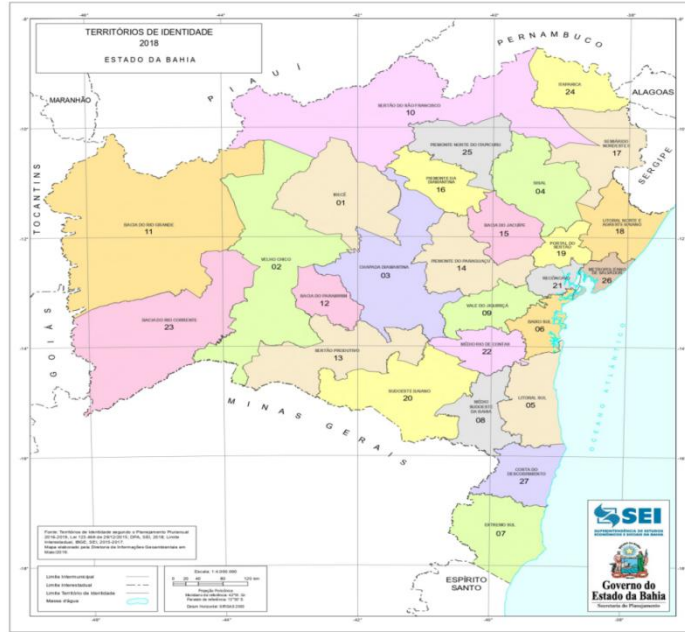 TERRITÓRIOS DE IDENTIDADE
2018
ESTADO DA BAHIA
PERNAMBUCO
PIAUÍ
MARANHÃO
ALAGOAS
SERGIPE
TOCANTINS
GOIÁS
MINAS GERAIS
ESPÍRITO
SANTO
OCEANO ATLÂNTICO
24
SERTÃO DO SÃO FRANCISCO
10
17
PIEMONTE NORTE DO ITAPICURU
25
PIEMONTE DA
DIAMANTINA
16
SISAL
04
IRECÊ
01
BACIA DO RIO GRANDE
11
BACIA DO JACUÍPE
15
LITORAL NORTE E
AGRESTE BAIANO
18
PORTAL DO
SERTÃO
19
VELHO CHICO
02
CHAPADA DIAMANTINA
03
PIEMONTE DO PARAGUAÇU
14
RECÔNCAVO
21
METROPOLITANO
DE SALVADOR
26
BACIA DO PARAMIRIM
12
VALE DO JIQUIRIÇÁ
09
BAIXO SUL
06
BACIA DO RIO CORRENTE
23
SERTÃO PRODUTIVO
13
MÉDIO RIO DE CONTAS
22
SUDOESTE BAIANO
20
MÉDIO
SUDOESTE
DA BAHIA
08
LITORAL SUL
05
COSTA DO
DESCOBRIMENTO
27
EXTREMO SUL
07
Limite Intermunicipal
Limite Interestadual
Limite Território de Identidade
Massa d'água
SEI
SUPERINTENDÊNCIA DE ESTUDOS
ECONÔMICOS E SOCIAIS DA BAHIA
Governo do
Estado da Bahia
Secretaria do Planejamento